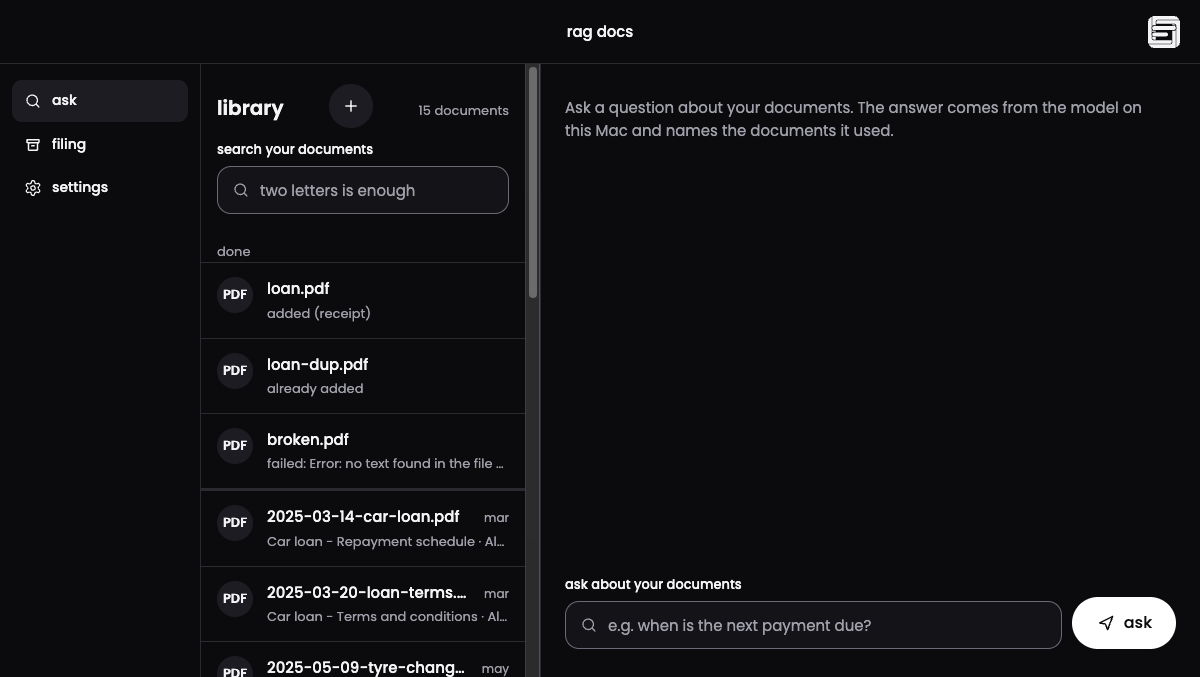 rag docs
ask
filing
settings
library
+
15 documents
search your documents
two letters is enough
done
PDF
loan.pdf
added (receipt)
PDF
loan-dup.pdf
already added
PDF
broken.pdf
failed: Error: no text found in the file ...
PDF
2025-03-14-car-loan.pdf
mar
Car loan - Repayment schedule · Al...
PDF
2025-03-20-loan-terms....
mar
Car loan - Terms and conditions · Al...
PDF
2025-05-09-tyre-chang...
may
Ask a question about your documents. The answer comes from the model on
this Mac and names the documents it used.
ask about your documents
e.g. when is the next payment due?
ask